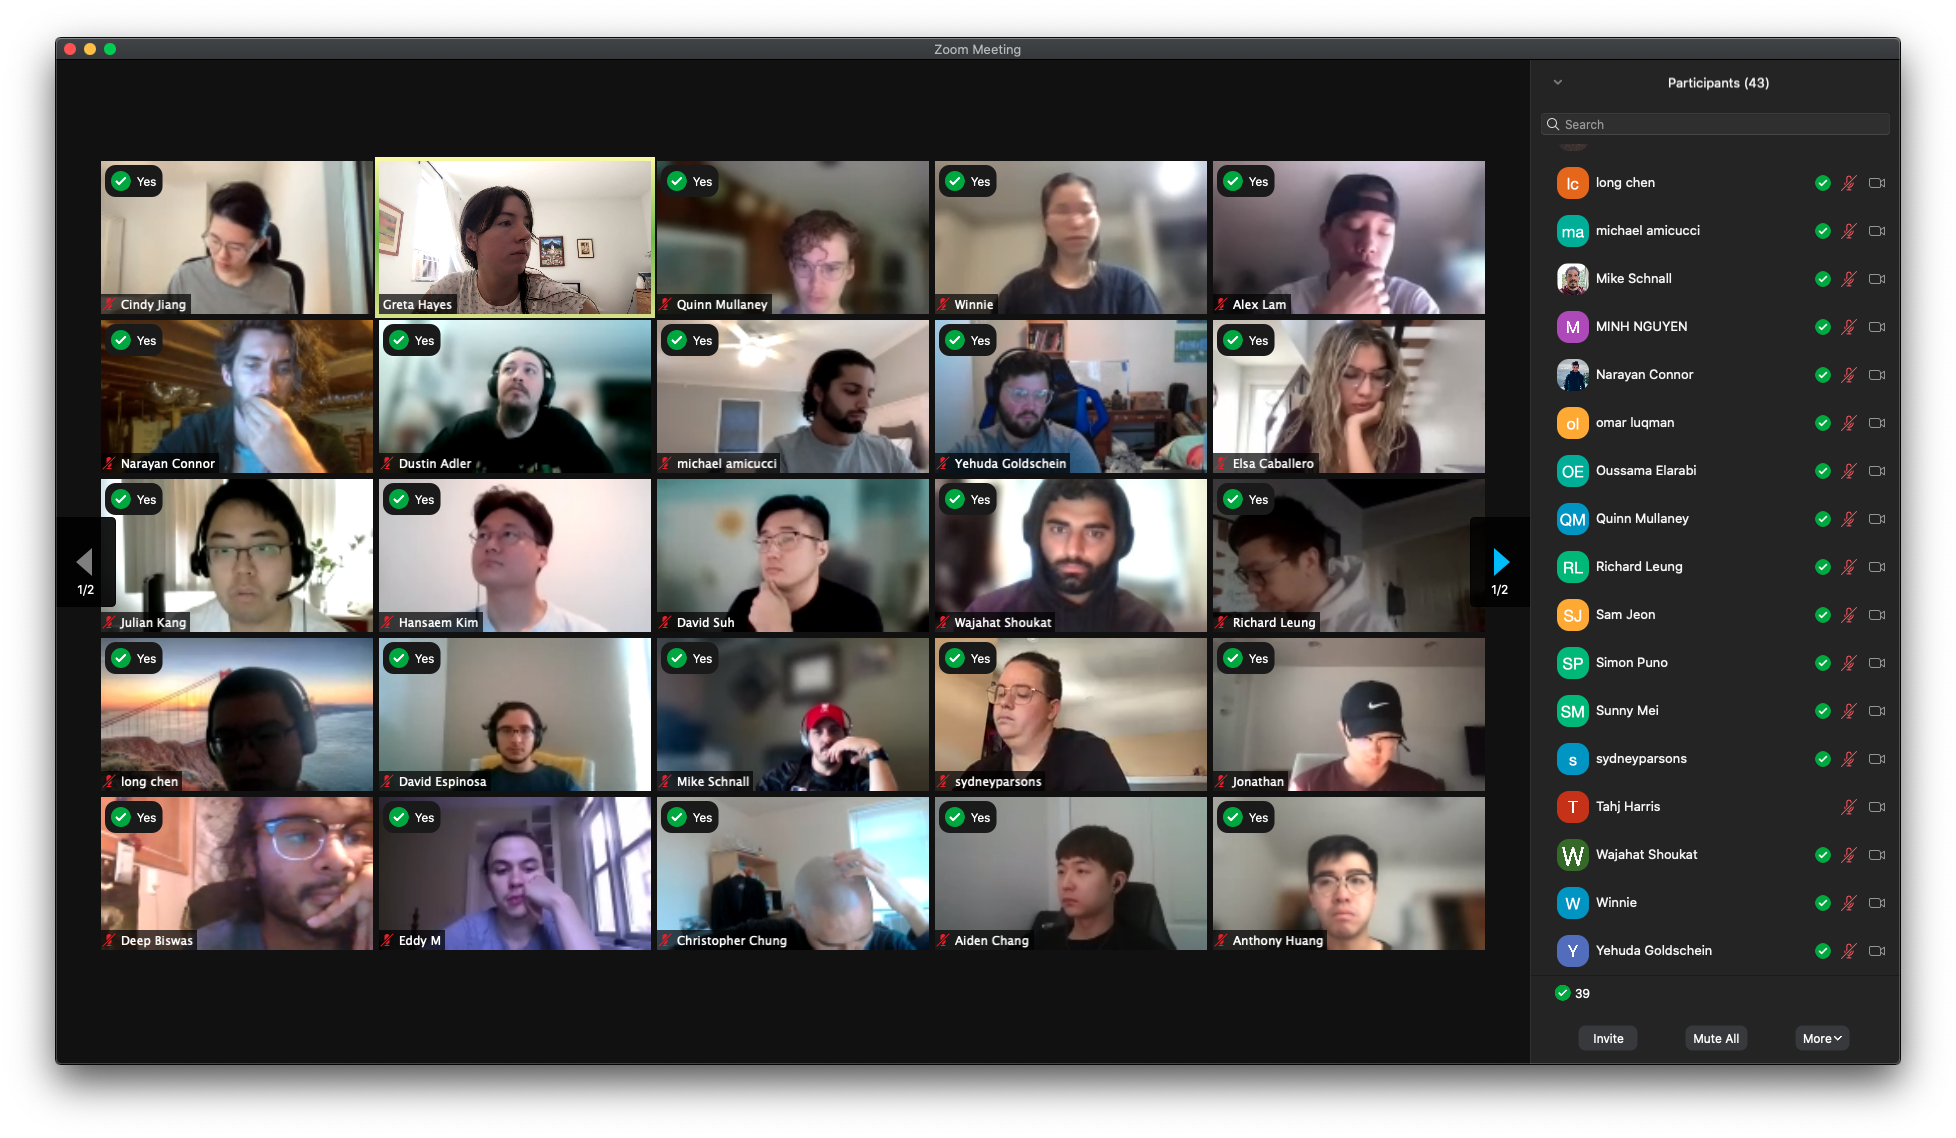 Zoom Meeting
Yes
Cindy Jiang
Greta Hayes
Yes
Quinn Mullaney
Yes
Winnie
Yes
Alex Lam
Yes
Narayan Connor
Yes
Dustin Adler
Yes
michael amicucci
Yes
Yehuda Goldschein
Yes
Elsa Caballero
Yes
Julian Kang
Yes
Hansaem Kim
Yes
David Suh
Yes
Wajahat Shoukat
Yes
Richard Leung
1/2
1/2
Yes
long chen
Yes
David Espinosa
Yes
Mike Schnall
Yes
sydneyparsons
Yes
Jonathan
Yes
Deep Biswas
Yes
Eddy M
Yes
Christopher Chung
Yes
Aiden Chang
Yes
Anthony Huang
Participants (43)
Search
lc long chen
ma michael amicucci
Mike Schnall
M MINH NGUYEN
Narayan Connor
ol omar luqman
OE Oussama Elarabi
QM Quinn Mullaney
RL Richard Leung
SJ Sam Jeon
SP Simon Puno
SM Sunny Mei
s sydneyparsons
T Tahj Harris
W Wajahat Shoukat
W Winnie
Y Yehuda Goldschein
39
Invite Mute All More